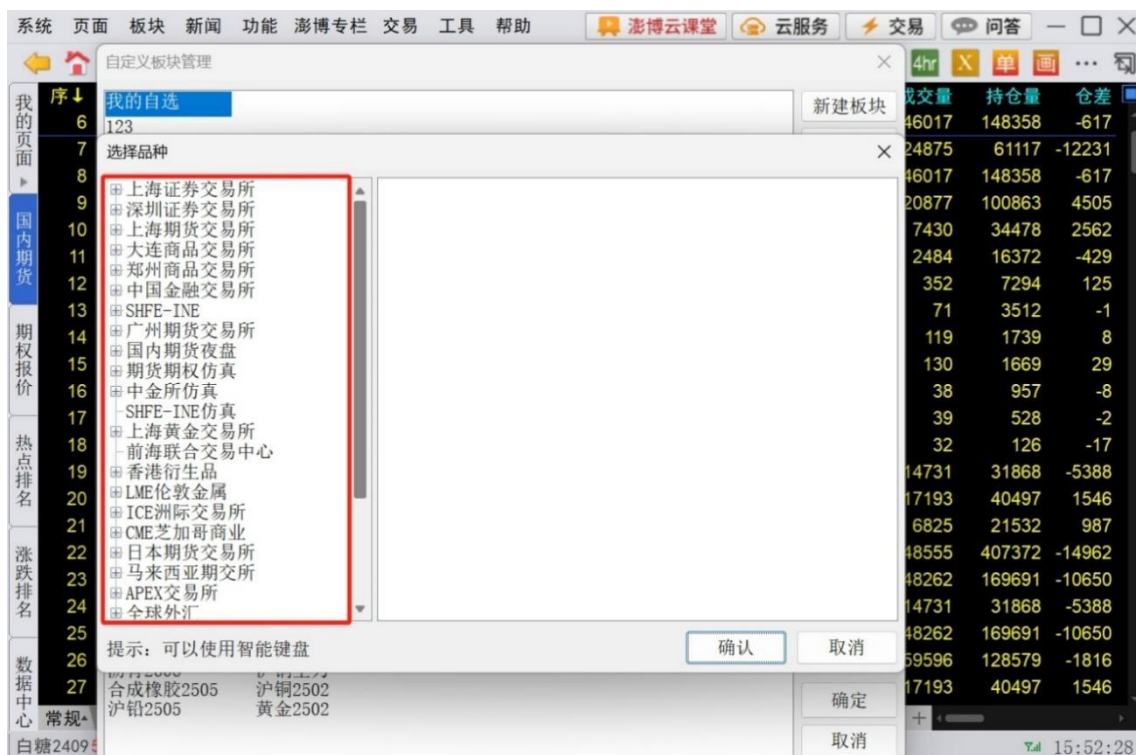 系统 页面 板块 新闻 功能 澎博专栏 交易 工具 帮助 澎博云课堂 云服务 交易 问答
自定义板块管理 4hr X 单 画
我的页面
国内期货
期权报价
热点排名
涨跌排名
数据中心
序↓
6
7
8
9
10
11
12
13
14
15
16
17
18
19
20
21
22
23
24
25
26
27
常规
我的自选
123
新建板块
选择品种
上海证券交易所
深圳证券交易所
上海期货交易所
大连商品交易所
郑州商品交易所
中国金融交易所
SHFE-INE
广州期货交易所
国内期货夜盘
期货期权仿真
中金所仿真
SHFE-INE仿真
上海黄金交易所
前海联合交易中心
香港衍生品
LME伦敦金属
ICE洲际交易所
CME芝加哥商业
日本期货交易所
马来西亚期交所
APEX交易所
全球外汇
提示：可以使用智能键盘
确认 取消
合成橡胶2505 沪铜2502
沪铅2505 黄金2502
确定
取消
成交量 持仓量 仓差
46017 148358 -617
24875 61117 -12231
46017 148358 -617
20877 100863 4505
7430 34478 2562
2484 16372 -429
352 7294 125
71 3512 -1
119 1739 8
130 1669 29
38 957 -8
39 528 -2
32 126 -17
14731 31868 -5388
17193 40497 1546
6825 21532 987
48555 407372 -14962
48262 169691 -10650
14731 31868 -5388
48262 169691 -10650
59596 128579 -1816
17193 40497 1546
白糖2409 15:52:28